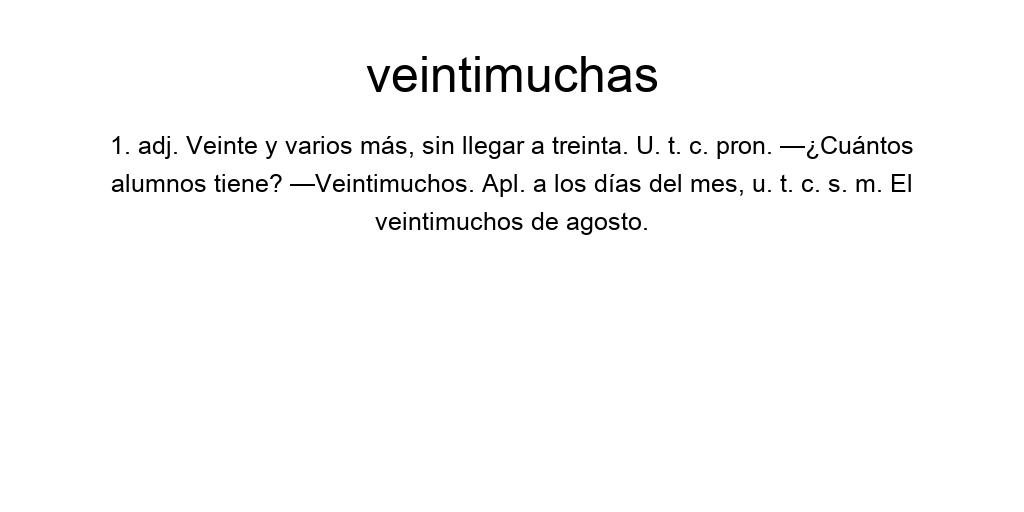 veintimuchas
1. adj. Veinte y varios más, sin llegar a treinta. U. t. c. pron. —¿Cuántos
alumnos tiene? —Veintimuchos. Apl. a los días del mes, u. t. c. s. m. El
veintimuchos de agosto.